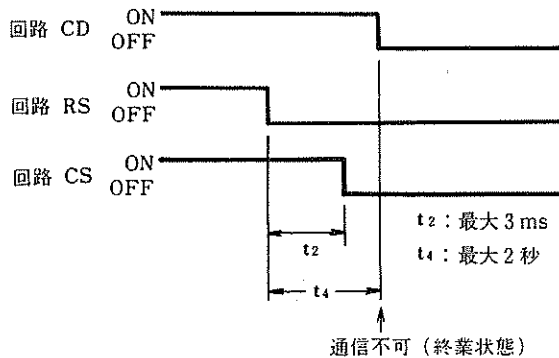 回路 CD ON
OFF
回路 RS ON
OFF
回路 CS ON
OFF
t₂：最大 3 ms
t₂
t₄：最大 2 秒
t₄
通信不可（終業状態）